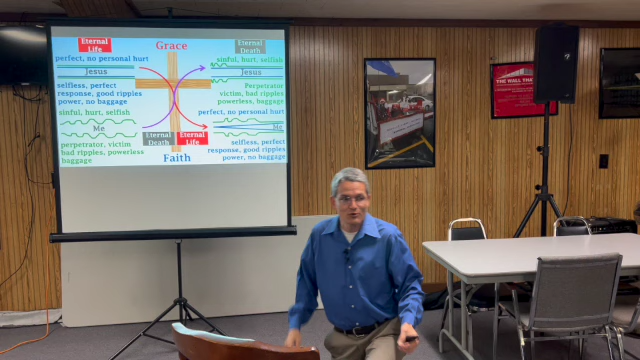 Eternal Life
Grace
Eternal Death
perfect, no personal hurt
sinful, hurt, selfish
Jesus
Jesus
selfless, perfect
response, good ripples
power, no baggage
Perpetrator
victim, bad ripples
powerless, baggage
sinful, hurt, selfish
perfect, no personal hurt
Me
Me
Eternal Death
Eternal Life
perpetrator, victim
bad ripples, powerless
baggage
selfless, perfect
response, good ripples
power, no baggage
Faith
THE WALL THA